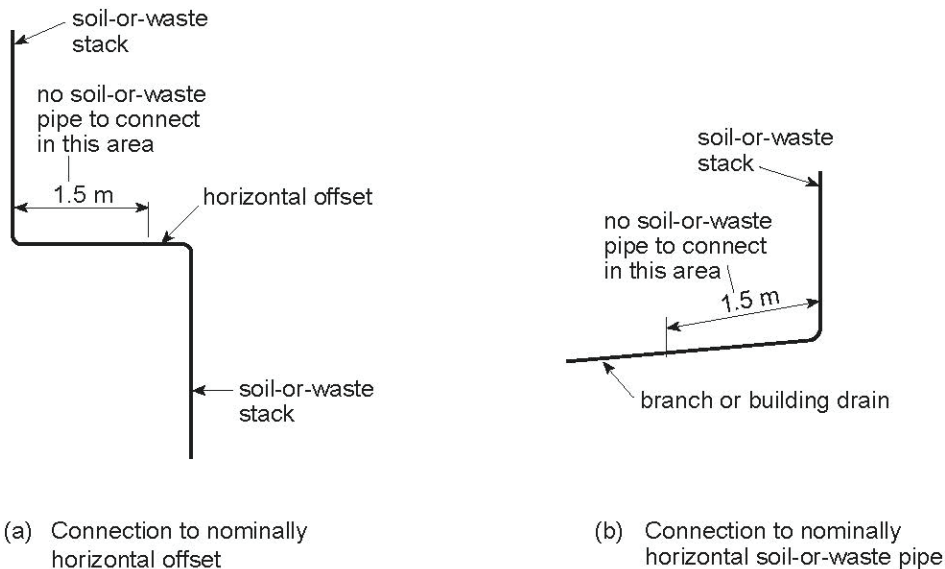 soil-or-waste
stack
no soil-or-waste
pipe to connect
in this area
1.5 m
horizontal offset
soil-or-waste
stack
(a) Connection to nominally
horizontal offset
soil-or-waste
stack
no soil-or-waste
pipe to connect
in this area
1.5 m
branch or building drain
(b) Connection to nominally
horizontal soil-or-waste pipe